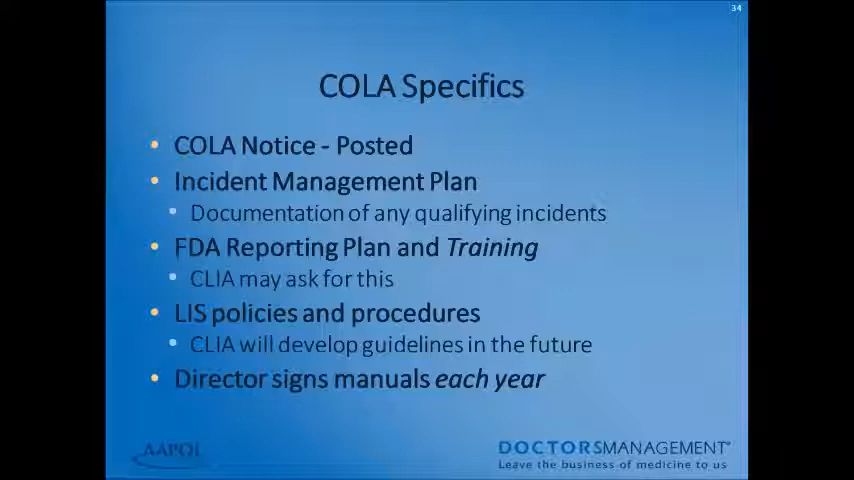 34
COLA Specifics
• COLA Notice - Posted
• Incident Management Plan
• Documentation of any qualifying incidents
• FDA Reporting Plan and Training
• CLIA may ask for this
• LIS policies and procedures
• CLIA will develop guidelines in the future
• Director signs manuals each year
AAPOL
DOCTORSMANAGEMENT®
Leave the business of medicine to us